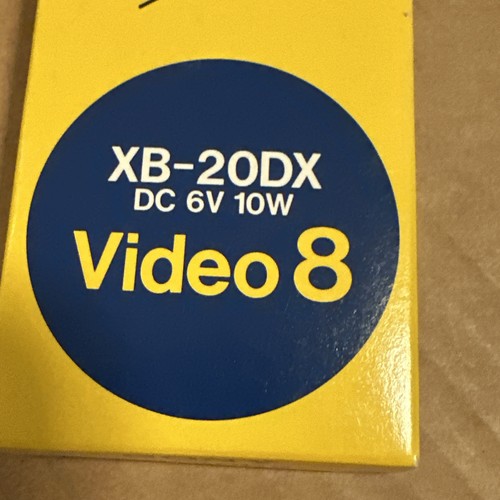 XB-20DX
DC 6V 10W
Video 8